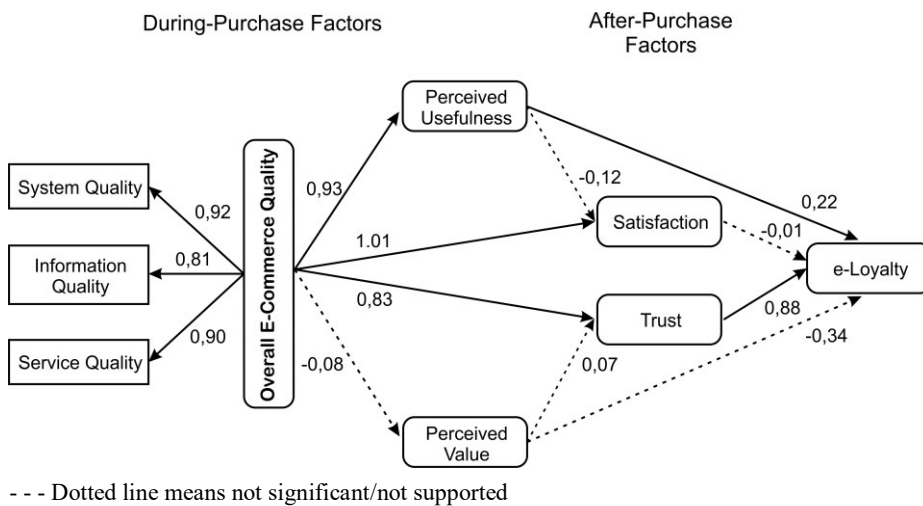 During-Purchase Factors
After-Purchase
Factors
Perceived
Usefulness
System Quality
0,92
0,93
-0,12
0,22
Overall E-Commerce Quality
1.01
Satisfaction
-0,01
Information
Quality
0,81
e-Loyalty
0,83
Trust
0,88
Service Quality
0,90
-0,08
0,07
-0,34
Perceived
Value
- - - Dotted line means not significant/not supported